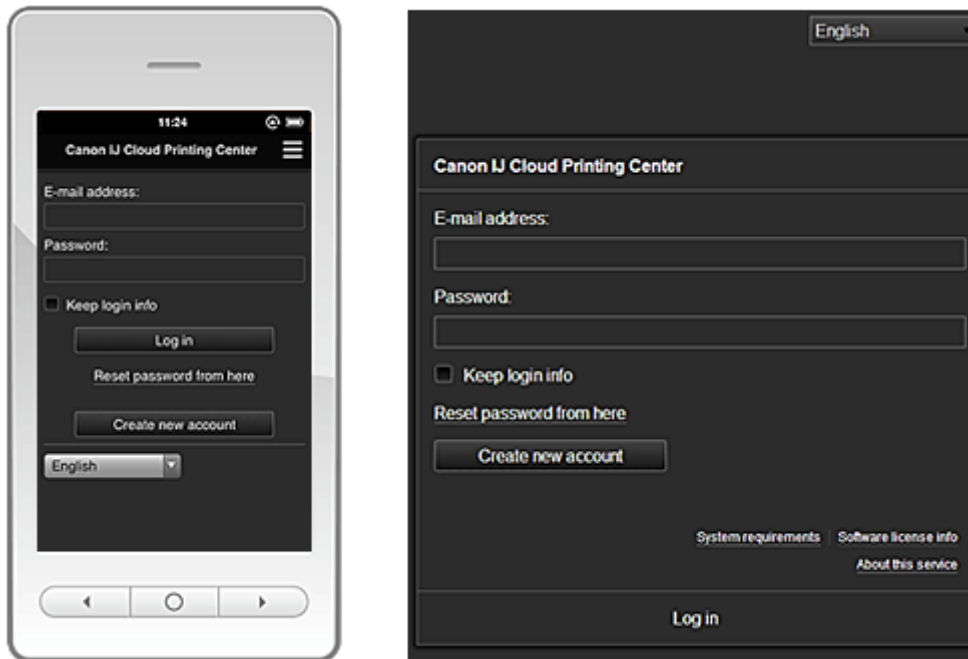 11:24
Canon IJ Cloud Printing Center
E-mail address:
Password:
Keep login info
Log in
Reset password from here
Create new account
English
English
Canon IJ Cloud Printing Center
E-mail address:
Password:
Keep login info
Reset password from here
Create new account
System requirements | Software license info
About this service
Log in